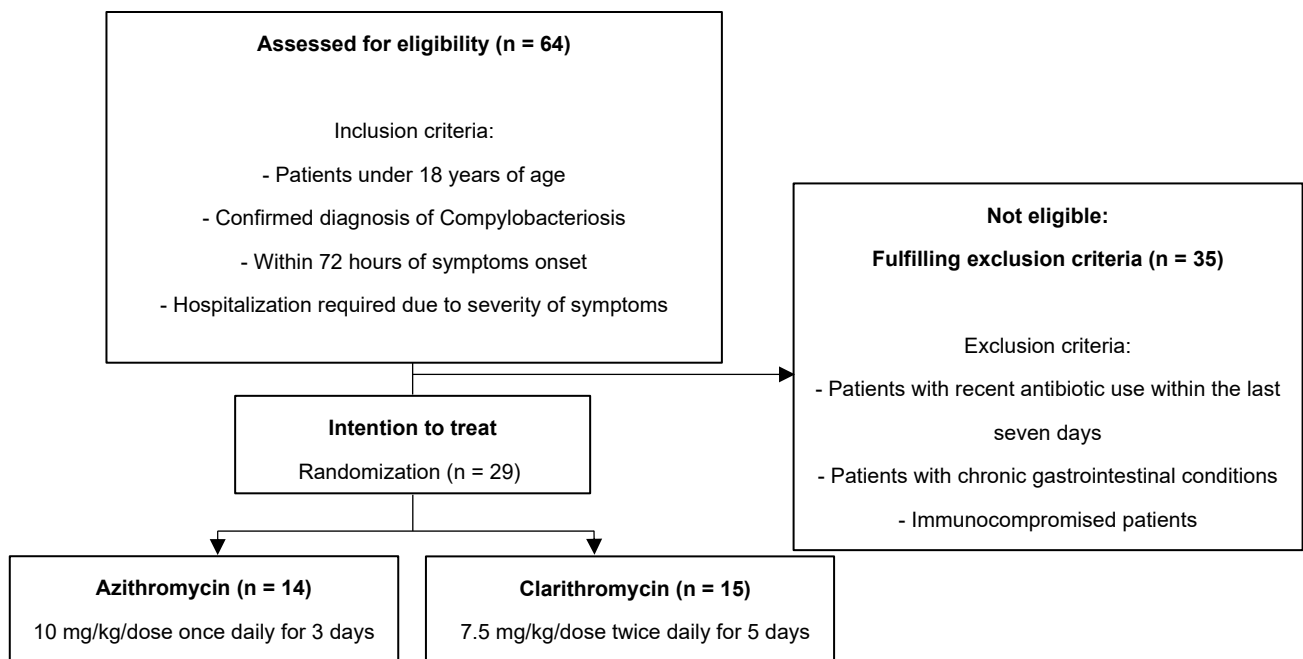 Assessed for eligibility (n = 64)
Inclusion criteria:
- Patients under 18 years of age
- Confirmed diagnosis of Compylobacteriosis
- Within 72 hours of symptoms onset
- Hospitalization required due to severity of symptoms
Not eligible:
Fulfilling exclusion criteria (n = 35)
Exclusion criteria:
- Patients with recent antibiotic use within the last
seven days
- Patients with chronic gastrointestinal conditions
- Immunocompromised patients
Intention to treat
Randomization (n = 29)
Azithromycin (n = 14)
10 mg/kg/dose once daily for 3 days
Clarithromycin (n = 15)
7.5 mg/kg/dose twice daily for 5 days